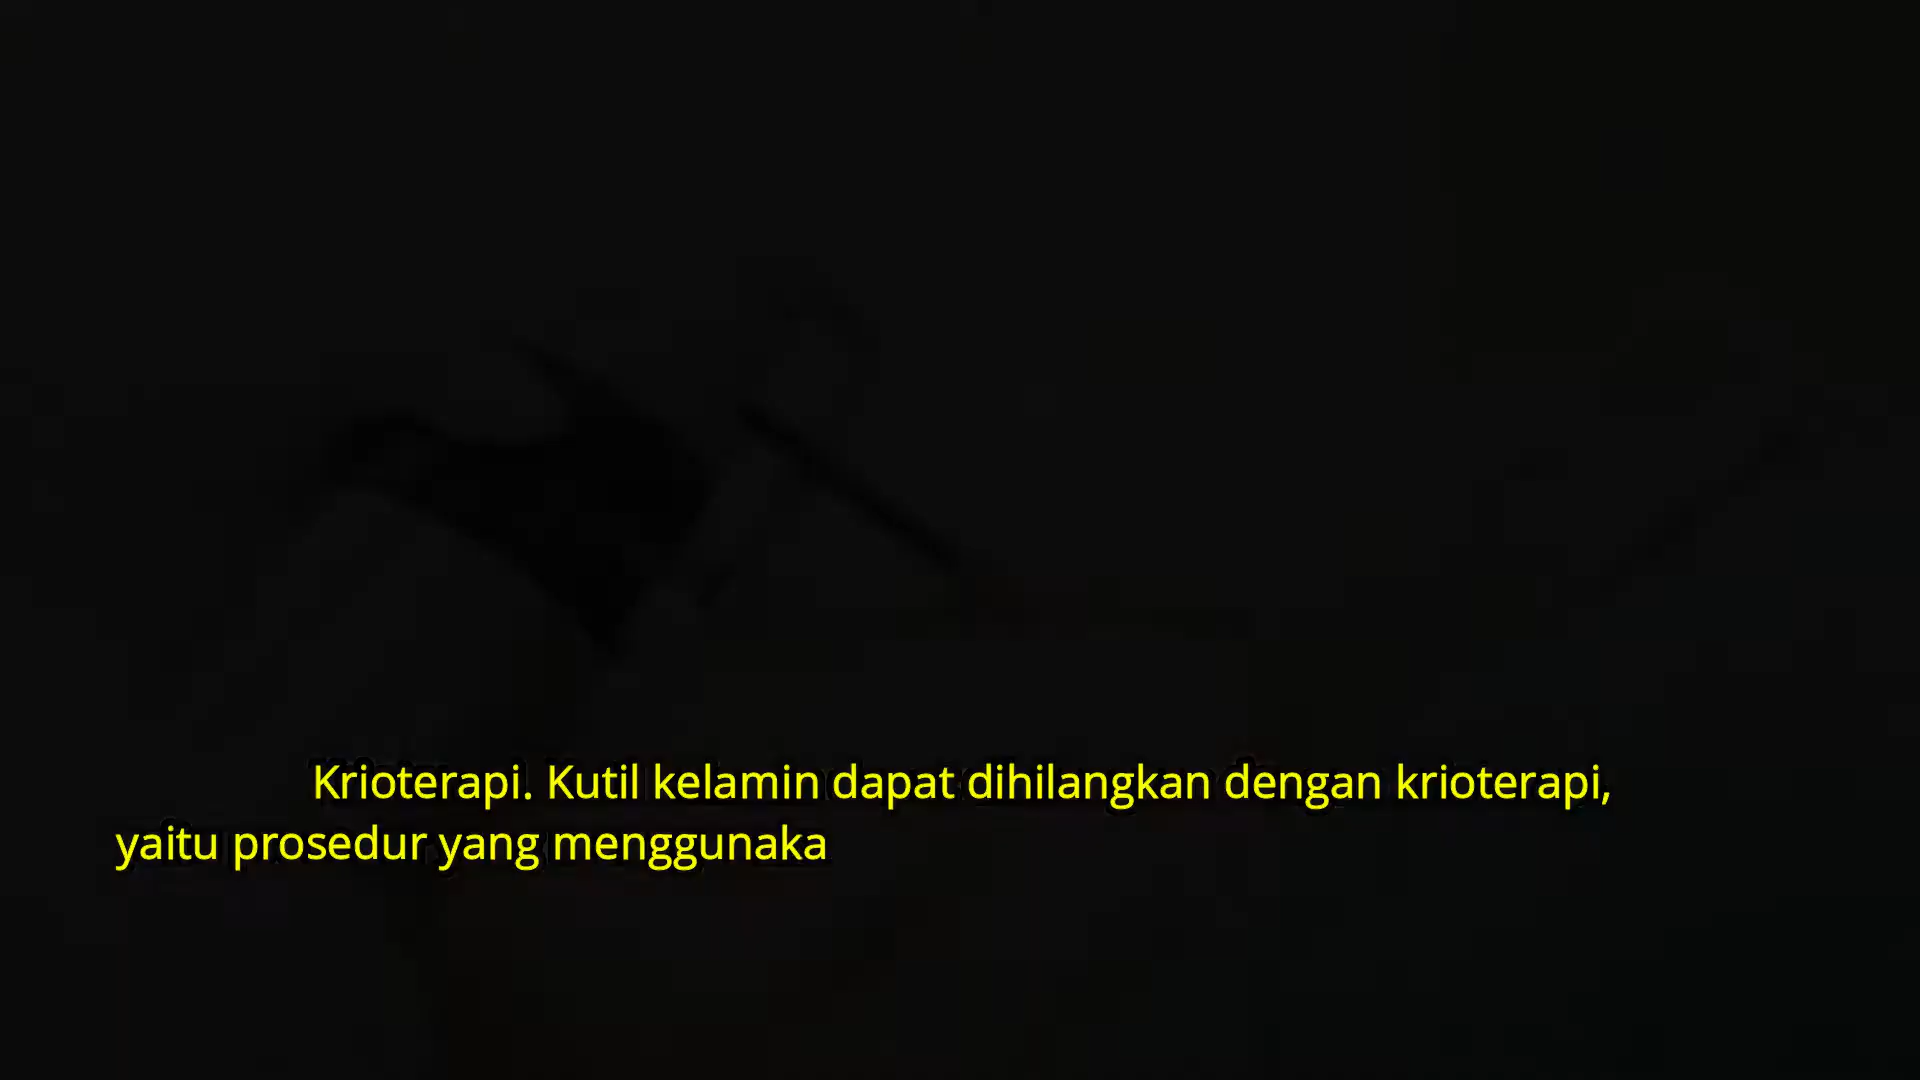 Krioterapi. Kutil kelamin dapat dihilangkan dengan krioterapi,
yaitu prosedur yang menggunaka